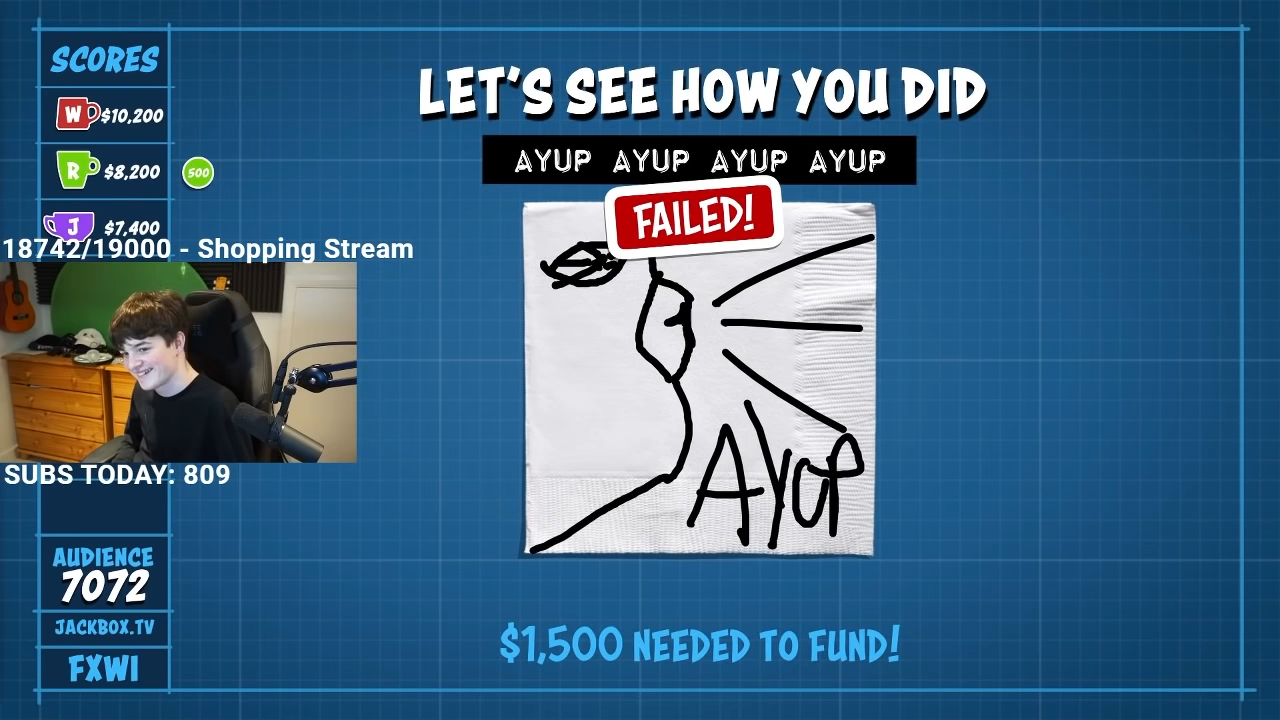 SCORES
W $10,200
R $8,200 500
J $7,400
18742/19000 - Shopping Stream
SUBS TODAY: 809
AUDIENCE
7072
JACKBOX.TV
FXWI
LET'S SEE HOW YOU DID
AYUP AYUP AYUP AYUP
FAILED!
AYUP
$1,500 NEEDED TO FUND!